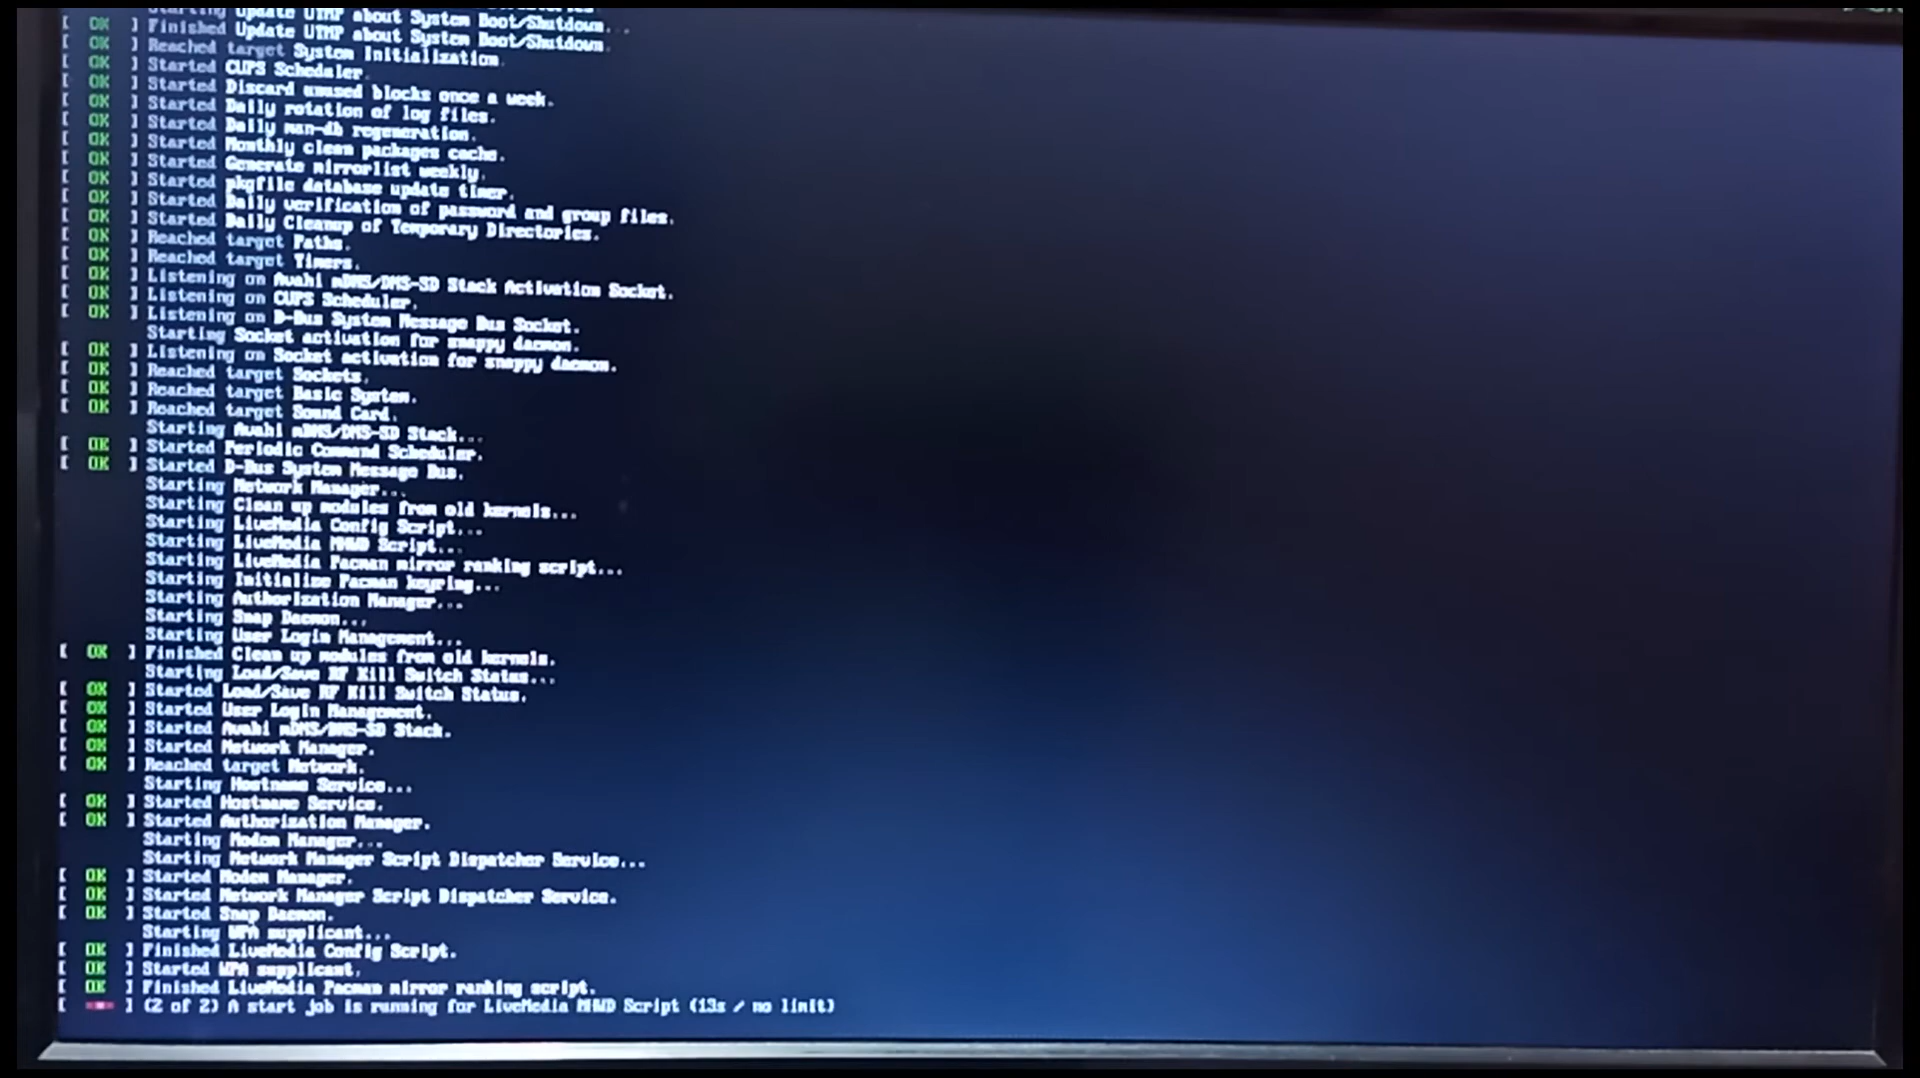 Starting Update UTMP about System Boot/Shutdown...
[ OK ] Finished Update UTMP about System Boot/Shutdown.
[ OK ] Reached target System Initialization.
[ OK ] Started CUPS Scheduler.
[ OK ] Started Discard unused blocks once a week.
[ OK ] Started Daily rotation of log files.
[ OK ] Started Daily man-db regeneration.
[ OK ] Started Monthly clean packages cache.
[ OK ] Started Generate mirrorlist weekly.
[ OK ] Started pkgfile database update timer.
[ OK ] Started Daily verification of password and group files.
[ OK ] Started Daily Cleanup of Temporary Directories.
[ OK ] Reached target Paths.
[ OK ] Reached target Timers.
[ OK ] Listening on Avahi mDNS/DNS-SD Stack Activation Socket.
[ OK ] Listening on CUPS Scheduler.
[ OK ] Listening on D-Bus System Message Bus Socket.
Starting Socket activation for snappy daemon.
[ OK ] Listening on Socket activation for snappy daemon.
[ OK ] Reached target Sockets.
[ OK ] Reached target Basic System.
[ OK ] Reached target Sound Card.
Starting Avahi mDNS/DNS-SD Stack...
[ OK ] Started Periodic Command Scheduler.
[ OK ] Started D-Bus System Message Bus.
Starting Network Manager...
Starting Clean up modules from old kernels...
Starting LiveMedia Config Script...
Starting LiveMedia MHWD Script...
Starting LiveMedia Pacman mirror ranking script...
Starting Initialize Pacman keyring...
Starting Authorization Manager...
Starting Snap Daemon...
Starting User Login Management...
[ OK ] Finished Clean up modules from old kernels.
Starting Load/Save RF Kill Switch Status...
[ OK ] Started Load/Save RF Kill Switch Status.
[ OK ] Started User Login Management.
[ OK ] Started Avahi mDNS/DNS-SD Stack.
[ OK ] Started Network Manager.
[ OK ] Reached target Network.
Starting Hostname Service...
[ OK ] Started Hostname Service.
[ OK ] Started Authorization Manager.
Starting Modem Manager...
Starting Network Manager Script Dispatcher Service...
[ OK ] Started Modem Manager.
[ OK ] Started Network Manager Script Dispatcher Service.
[ OK ] Started Snap Daemon.
Starting WPA supplicant...
[ OK ] Finished LiveMedia Config Script.
[ OK ] Started WPA supplicant.
[ OK ] Finished LiveMedia Pacman mirror ranking script.
[ *** ] (2 of 2) A start job is running for LiveMedia MHWD Script (13s / no limit)